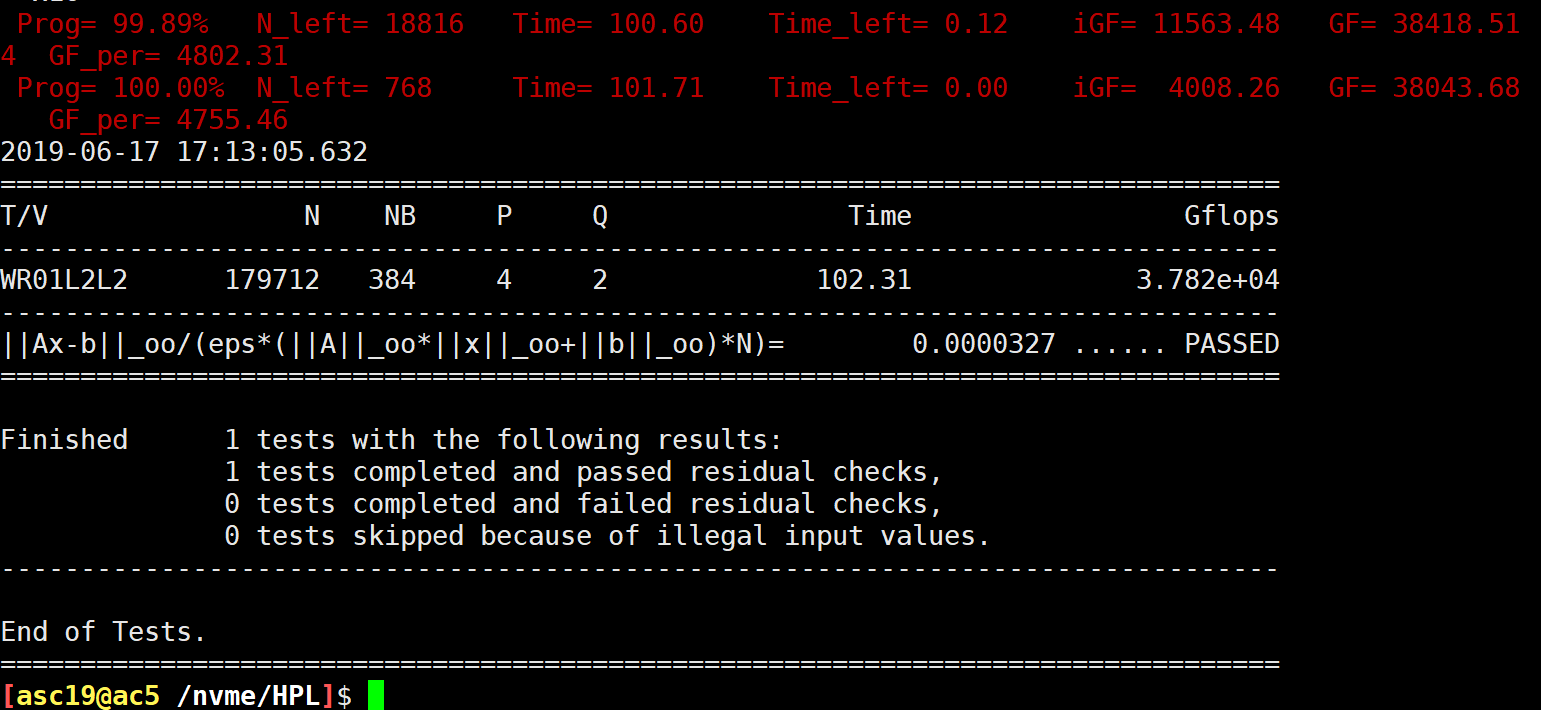 Prog= 99.89%   N_left= 18816   Time= 100.60    Time_left= 0.12    iGF= 11563.48   GF= 38418.51
4  GF_per= 4802.31
 Prog= 100.00%  N_left= 768     Time= 101.71    Time_left= 0.00    iGF=  4008.26   GF= 38043.68
   GF_per= 4755.46
2019-06-17 17:13:05.632
================================================================================
T/V                N    NB     P     Q               Time                 Gflops
--------------------------------------------------------------------------------
WR01L2L2      179712   384     4     2             102.31              3.782e+04
--------------------------------------------------------------------------------
||Ax-b||_oo/(eps*(||A||_oo*||x||_oo+||b||_oo)*N)=        0.0000327 ...... PASSED
================================================================================
Finished      1 tests with the following results:
              1 tests completed and passed residual checks,
              0 tests completed and failed residual checks,
              0 tests skipped because of illegal input values.
--------------------------------------------------------------------------------
End of Tests.
================================================================================
[asc19@ac5 /nvme/HPL]$